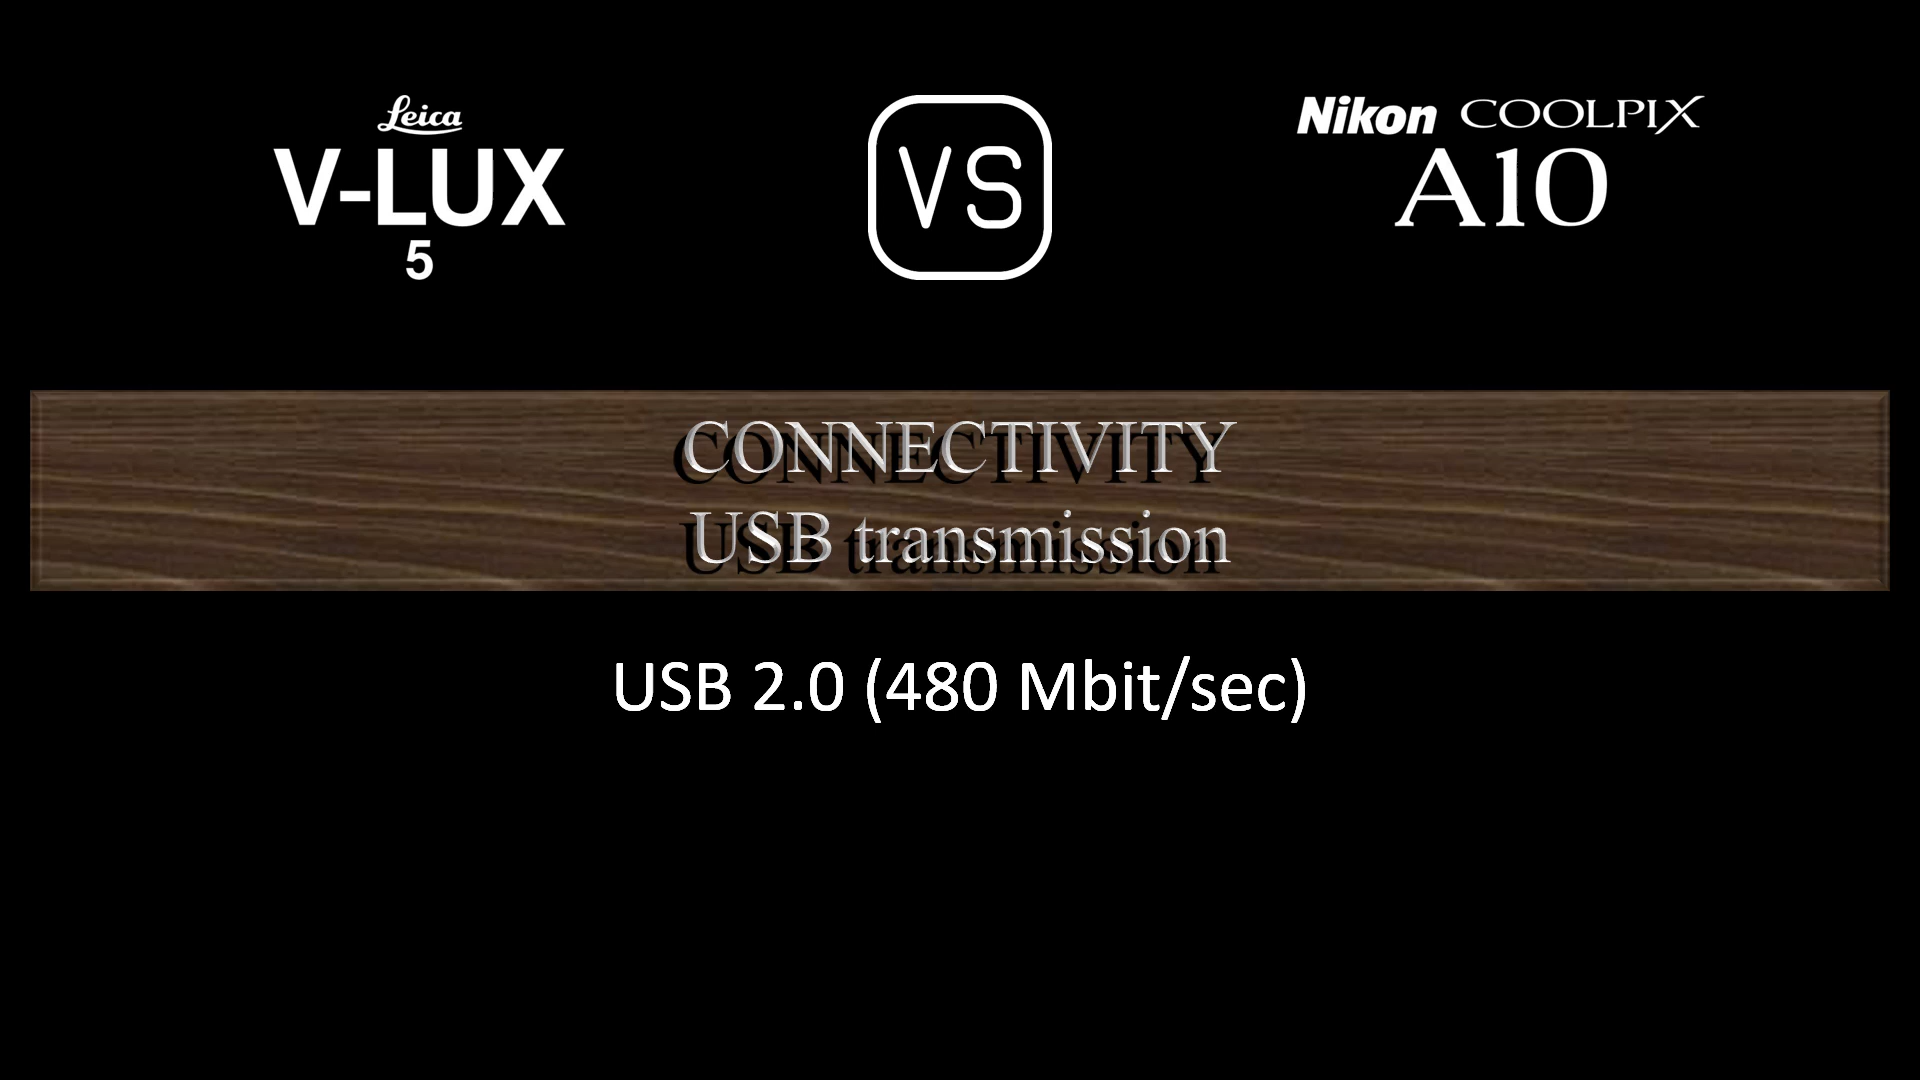 Leica
V-LUX
5
VS
Nikon COOLPIX
A10
CONNECTIVITY
USB transmission
USB 2.0 (480 Mbit/sec)